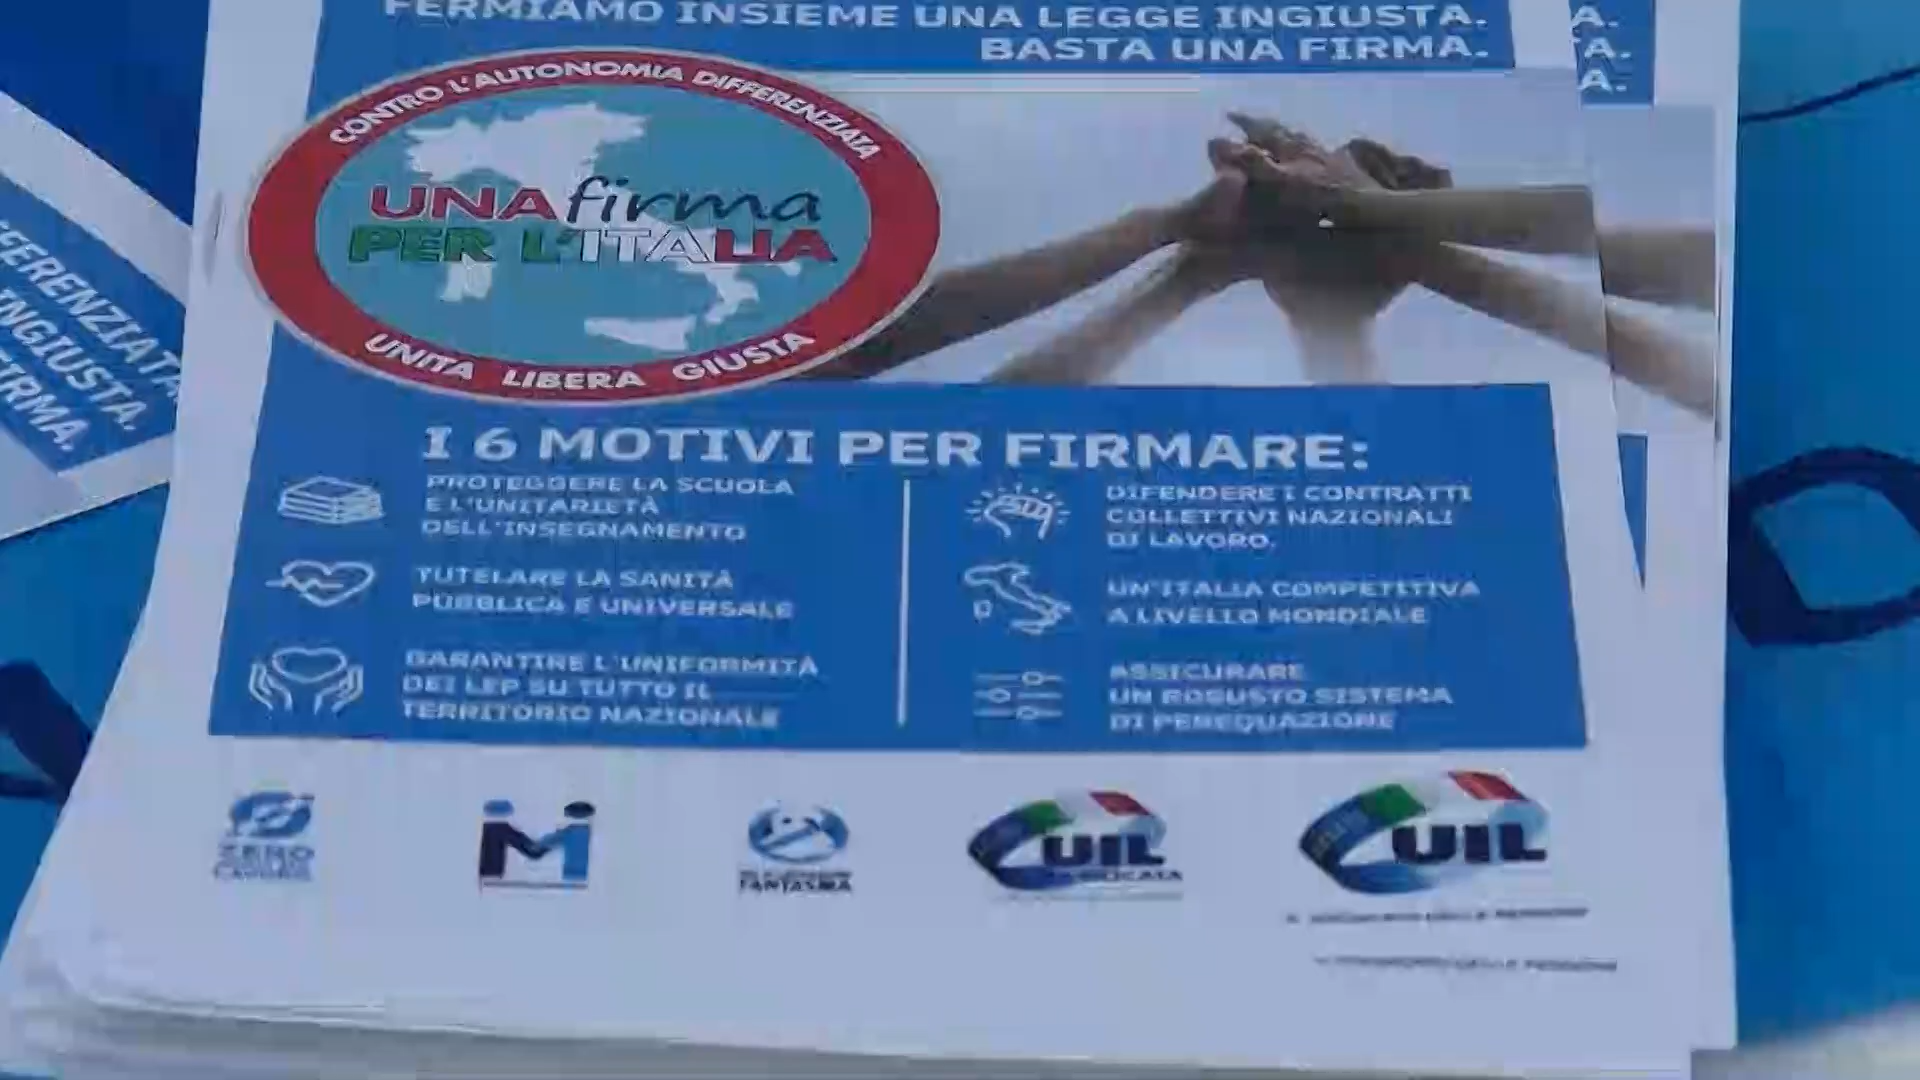 FERMIAMO INSIEME UNA LEGGE INGIUSTA.
BASTA UNA FIRMA.
A.
A.
A.
CONTRO L'AUTONOMIA DIFFERENZIATA
UNA firma
PER L'ITALIA
UNITA LIBERA GIUSTA
FERENZIATA
INGIUSTA.
FIRMA.
I 6 MOTIVI PER FIRMARE:
PROTEGGERE LA SCUOLA
E L'UNITARIETÀ
DELL'INSEGNAMENTO
TUTELARE LA SANITÀ
PUBBLICA E UNIVERSALE
GARANTIRE L'UNIFORMITÀ
DEI LEP SU TUTTO IL
TERRITORIO NAZIONALE
DIFENDERE I CONTRATTI
COLLETTIVI NAZIONALI
DI LAVORO.
UN'ITALIA COMPETITIVA
A LIVELLO MONDIALE
ASSICURARE
UN ROBUSTO SISTEMA
DI PEREQUAZIONE
ZERO
LAVORO
FANTASMA
UIL
UIL